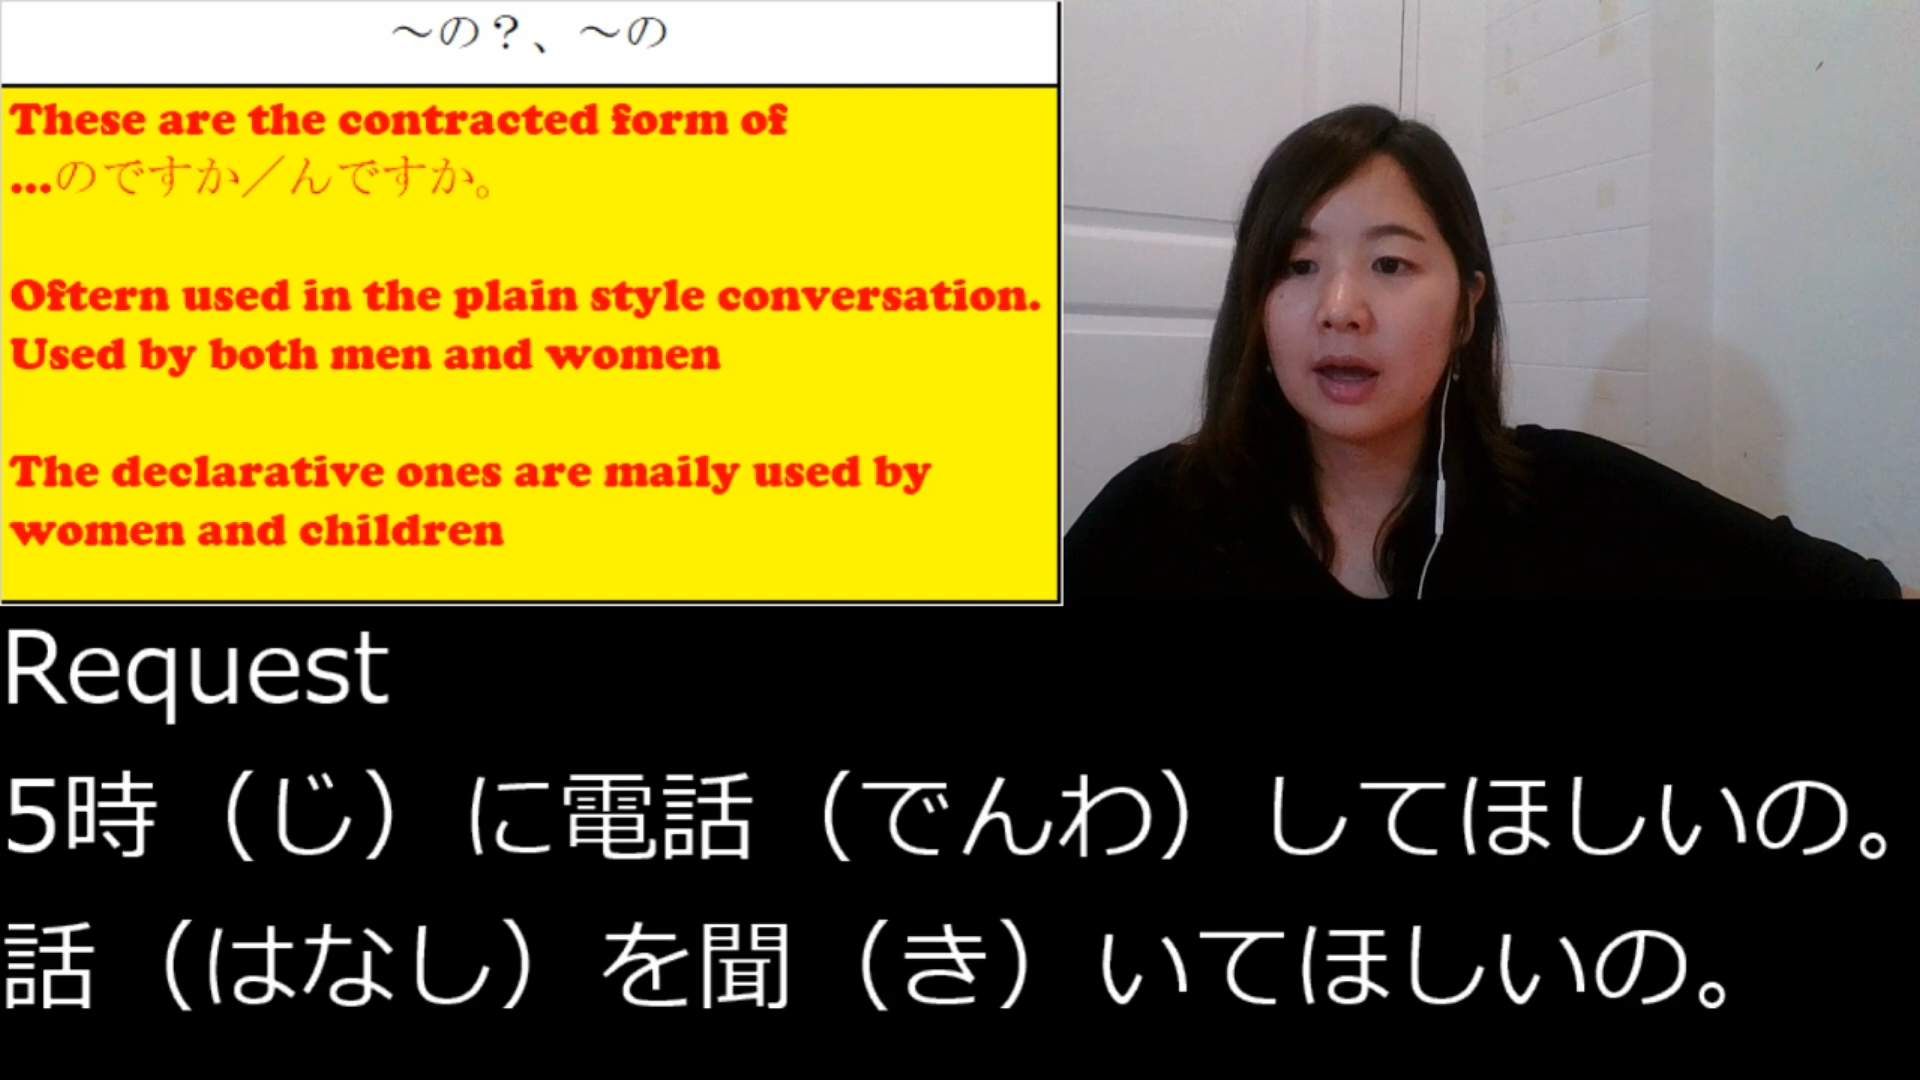 ～の？、～の
These are the contracted form of
…のですか／んですか。
Oftern used in the plain style conversation.
Used by both men and women
The declarative ones are maily used by
women and children
Request
5時（じ）に電話（でんわ）してほしいの。
話（はなし）を聞（き）いてほしいの。